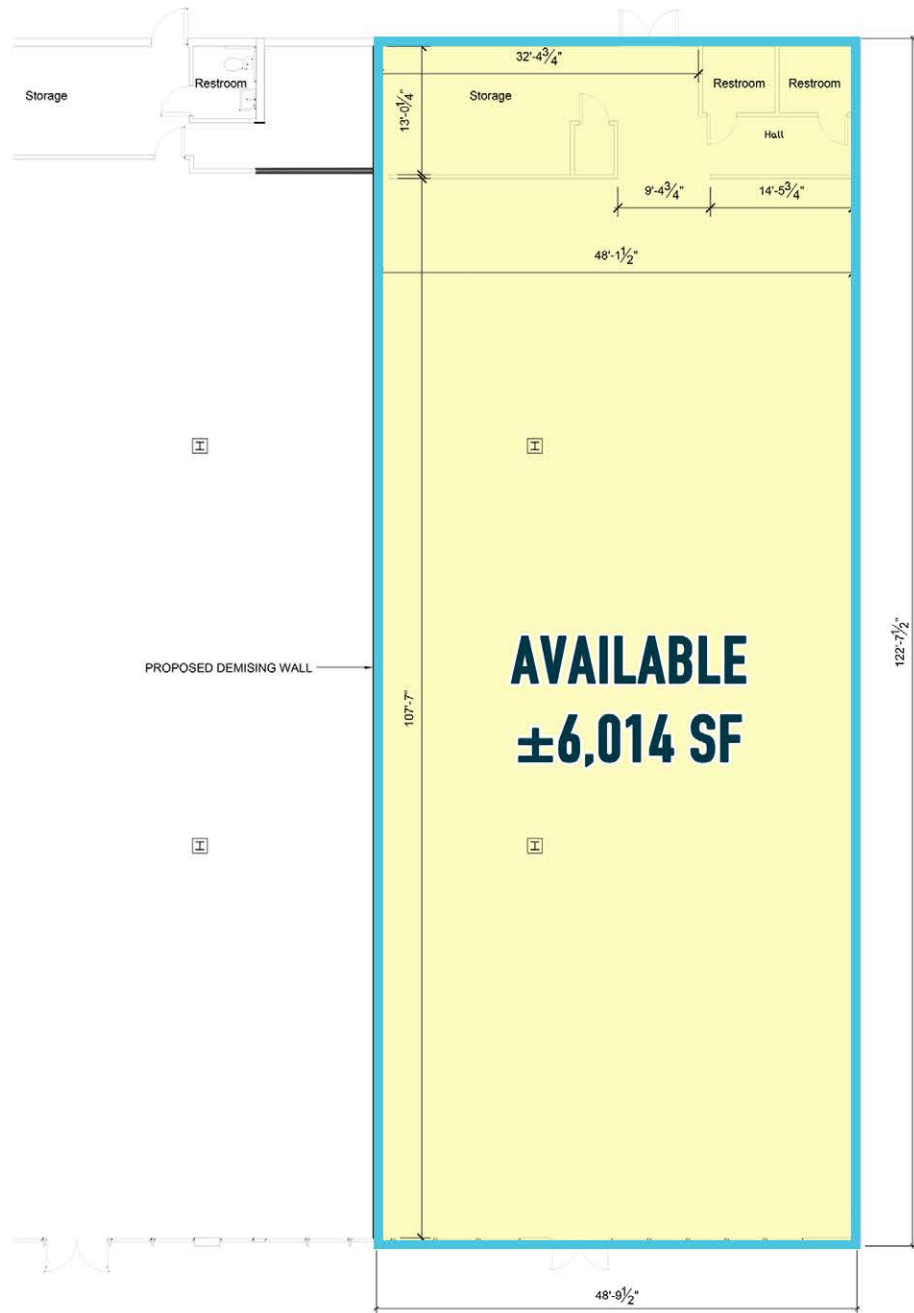 32'-4¾"
Storage
Restroom
13'-0¼"
Storage
Restroom
Restroom
Hall
9'-4¾"
14'-5¾"
48'-1½"
PROPOSED DEMISING WALL
107'-7"
AVAILABLE
±6,014 SF
122'-7½"
48'-9½"